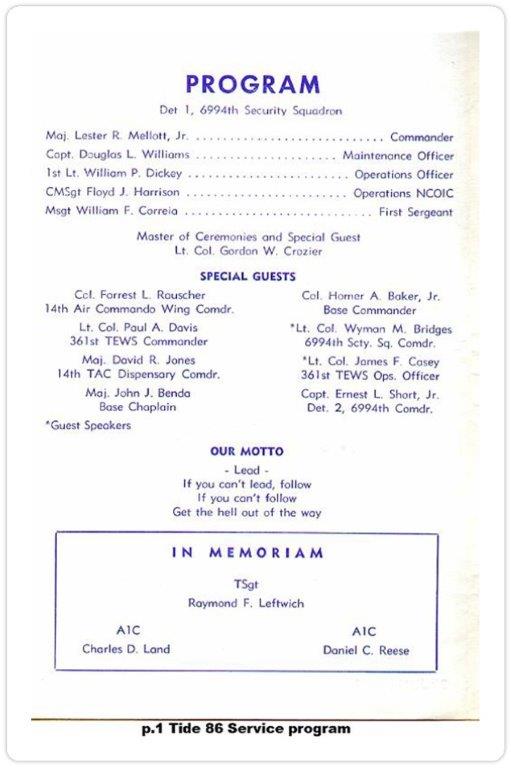 PROGRAM
Det 1, 6994th Security Squadron
Maj. Lester R. Mellott, Jr. .............................. Commander
Capt. Douglas L. Williams ...................... Maintenance Officer
1st Lt. William P. Dickey ........................ Operations Officer
CMSgt Floyd J. Harrison .......................... Operations NCOIC
Msgt William F. Correia .............................. First Sergeant
Master of Ceremonies and Special Guest
Lt. Col. Gordon W. Crozier
SPECIAL GUESTS
Col. Forrest L. Rauscher
14th Air Commando Wing Comdr.
Lt. Col. Paul A. Davis
361st TEWS Commander
Maj. David R. Jones
14th TAC Dispensary Comdr.
Maj. John J. Benda
Base Chaplain
*Guest Speakers
Col. Homer A. Baker, Jr.
Base Commander
*Lt. Col. Wyman M. Bridges
6994th Scty. Sq. Comdr.
*Lt. Col. James F. Casey
361st TEWS Ops. Officer
Capt. Ernest L. Short, Jr.
Det. 2, 6994th Comdr.
OUR MOTTO
- Lead -
If you can't lead, follow
If you can't follow
Get the hell out of the way
IN MEMORIAM
TSgt
Raymond F. Leftwich
A1C
Charles D. Land
A1C
Daniel C. Reese
p.1 Tide 86 Service program